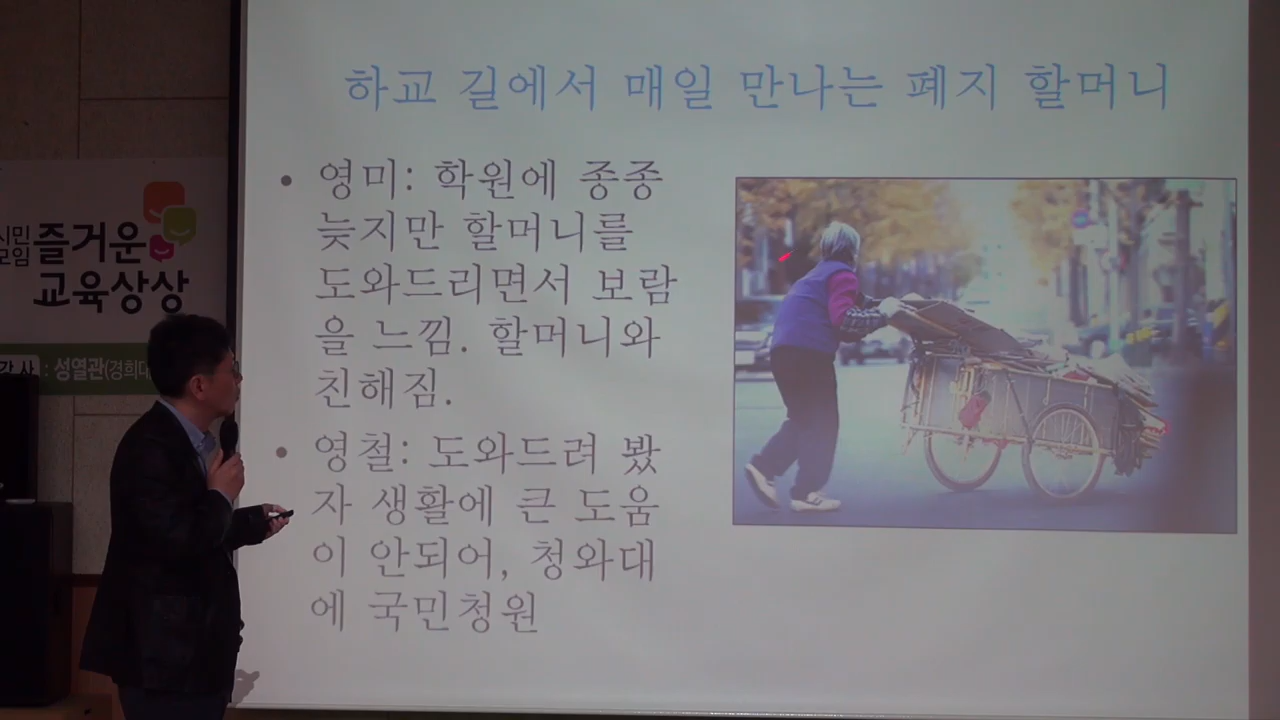 하교 길에서 매일 만나는 폐지 할머니
• 영미: 학원에 종종
늦지만 할머니를
도와드리면서 보람
을 느낌. 할머니와
친해짐.
• 영철: 도와드려 봤
자 생활에 큰 도움
이 안되어, 청와대
에 국민청원
시민
모임
즐거운
교육상상
강사 : 성열관(경희대